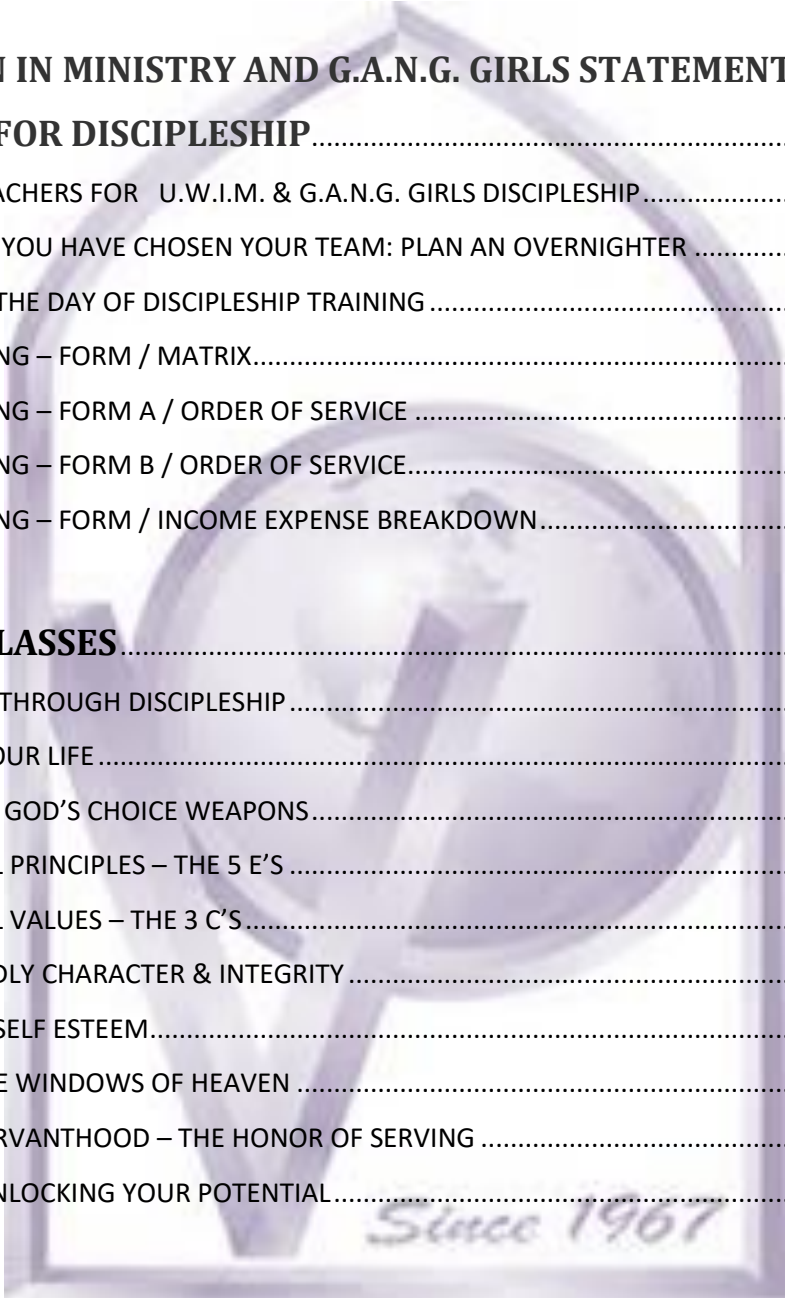 N IN MINISTRY AND G.A.N.G. GIRLS STATEMENT
FOR DISCIPLESHIP
ACHERS FOR U.W.I.M. & G.A.N.G. GIRLS DISCIPLESHIP
YOU HAVE CHOSEN YOUR TEAM: PLAN AN OVERNIGHTER
THE DAY OF DISCIPLESHIP TRAINING
NG – FORM / MATRIX
NG – FORM A / ORDER OF SERVICE
NG – FORM B / ORDER OF SERVICE
NG – FORM / INCOME EXPENSE BREAKDOWN
LASSES
THROUGH DISCIPLESHIP
OUR LIFE
GOD’S CHOICE WEAPONS
L PRINCIPLES – THE 5 E’S
L VALUES – THE 3 C’S
DLY CHARACTER & INTEGRITY
SELF ESTEEM
E WINDOWS OF HEAVEN
RVANTHOOD – THE HONOR OF SERVING
NLOCKING YOUR POTENTIAL
Since 1967